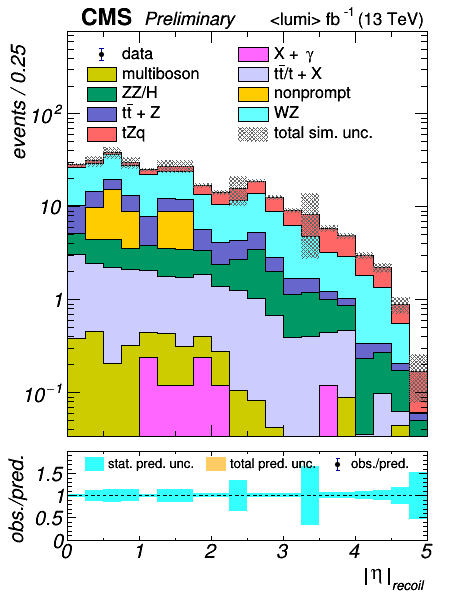 CMS Preliminary <lumi> fb⁻¹ (13 TeV)
events / 0.25
data
X + γ
multiboson
tt̄/t + X
ZZ/H
nonprompt
tt̄ + Z
WZ
tZq
total sim. unc.
10²
10
1
10⁻¹
obs./pred.
stat. pred. unc.
total pred. unc.
obs./pred.
1.5
1
0.5
0
0 1 2 3 4 5
|η|recoil